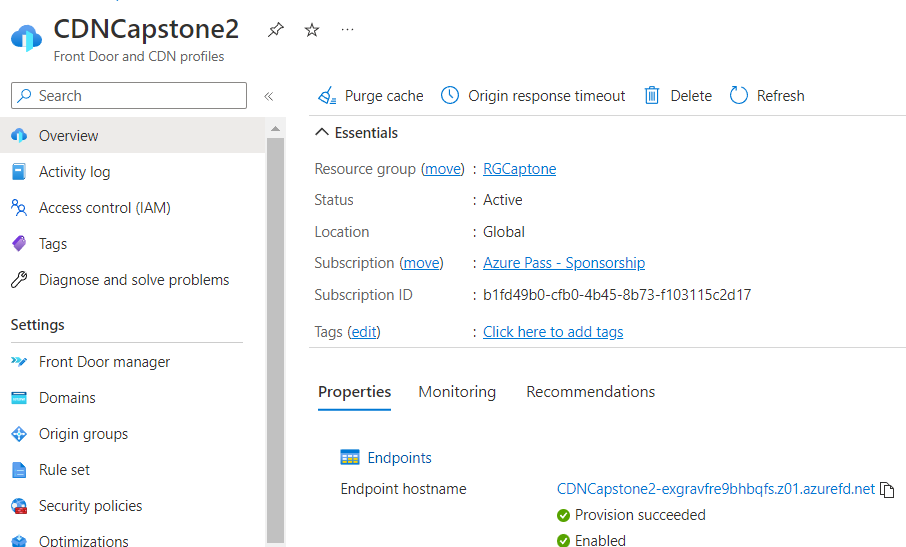 CDNCapstone2
Front Door and CDN profiles
Search
Overview
Activity log
Access control (IAM)
Tags
Diagnose and solve problems
Settings
Front Door manager
Domains
Origin groups
Rule set
Security policies
Optimizations
Purge cache Origin response timeout Delete Refresh
Essentials
Resource group (move) : RGCaptone
Status : Active
Location : Global
Subscription (move) : Azure Pass - Sponsorship
Subscription ID : b1fd49b0-cfb0-4b45-8b73-f103115c2d17
Tags (edit) : Click here to add tags
Properties Monitoring Recommendations
Endpoints
Endpoint hostname CDNCapstone2-exgravfre9bhbqfs.z01.azurefd.net
Provision succeeded
Enabled